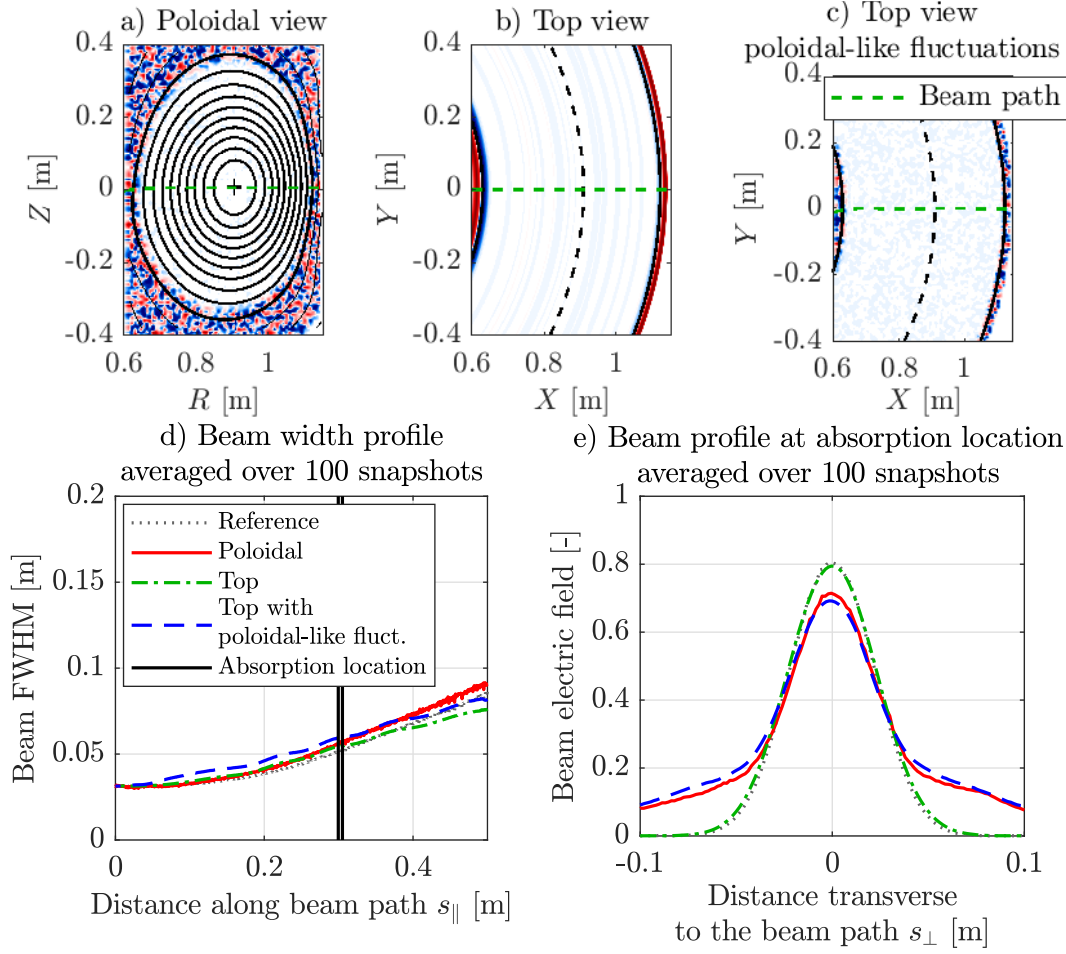 a) Poloidal view
0.4
0.2
0
-0.2
-0.4
Z [m]
0.6
0.8
1
R [m]
b) Top view
0.4
0.2
0
-0.2
-0.4
Y [m]
0.6
0.8
1
X [m]
c) Top view
poloidal-like fluctuations
Beam path
0.4
0.2
0
-0.2
-0.4
Y [m]
0.6
0.8
1
X [m]
d) Beam width profile
averaged over 100 snapshots
0.2
0.15
0.1
0.05
0
Beam FWHM [m]
Reference
Poloidal
Top
Top with
poloidal-like fluct.
Absorption location
0
0.2
0.4
Distance along beam path s∥ [m]
e) Beam profile at absorption location
averaged over 100 snapshots
1
0.8
0.6
0.4
0.2
0
Beam electric field [-]
-0.1
0
0.1
Distance transverse
to the beam path s⊥ [m]